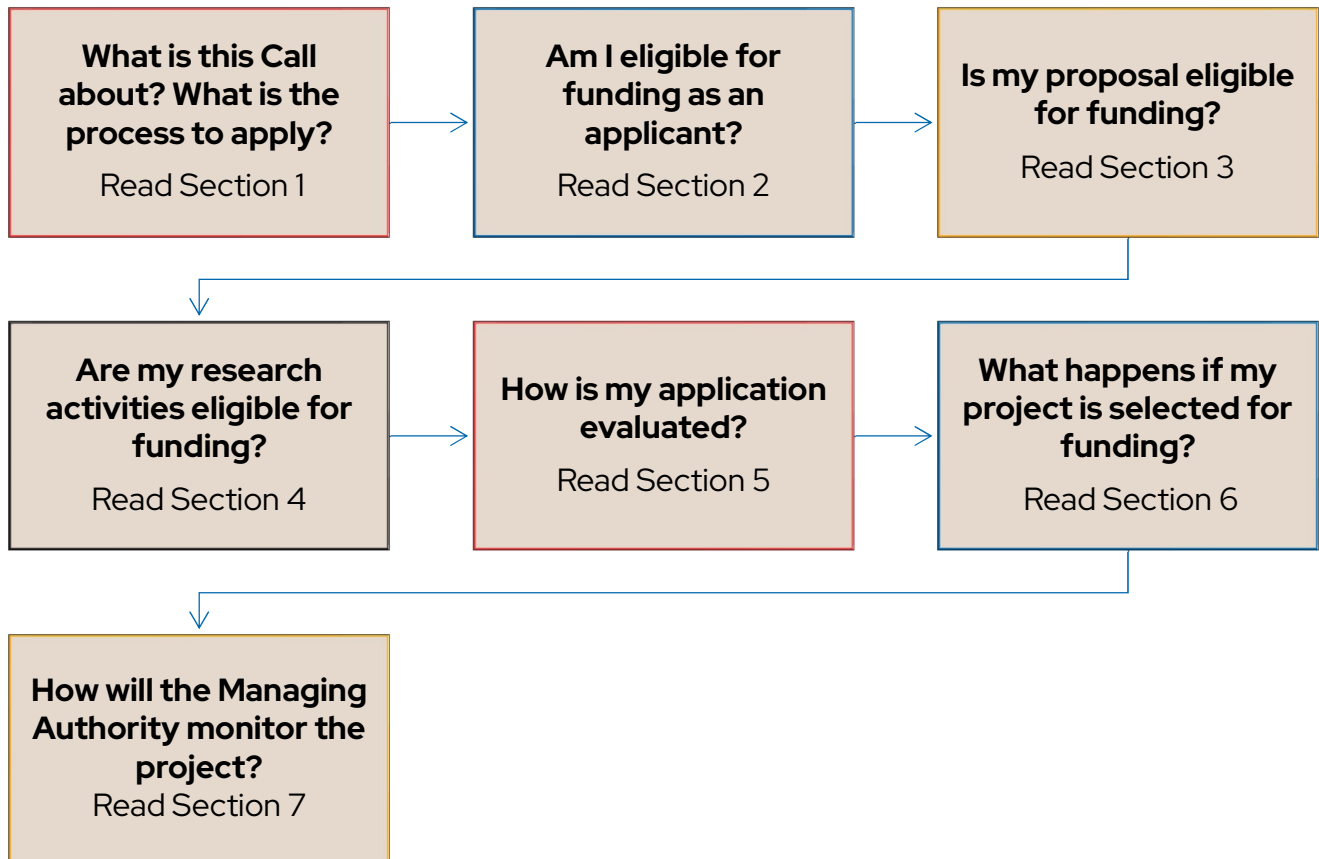 What is this Call
about? What is the
process to apply?
Read Section 1
Am I eligible for
funding as an
applicant?
Read Section 2
Is my proposal eligible
for funding?
Read Section 3
Are my research
activities eligible for
funding?
Read Section 4
How is my application
evaluated?
Read Section 5
What happens if my
project is selected for
funding?
Read Section 6
How will the Managing
Authority monitor the
project?
Read Section 7